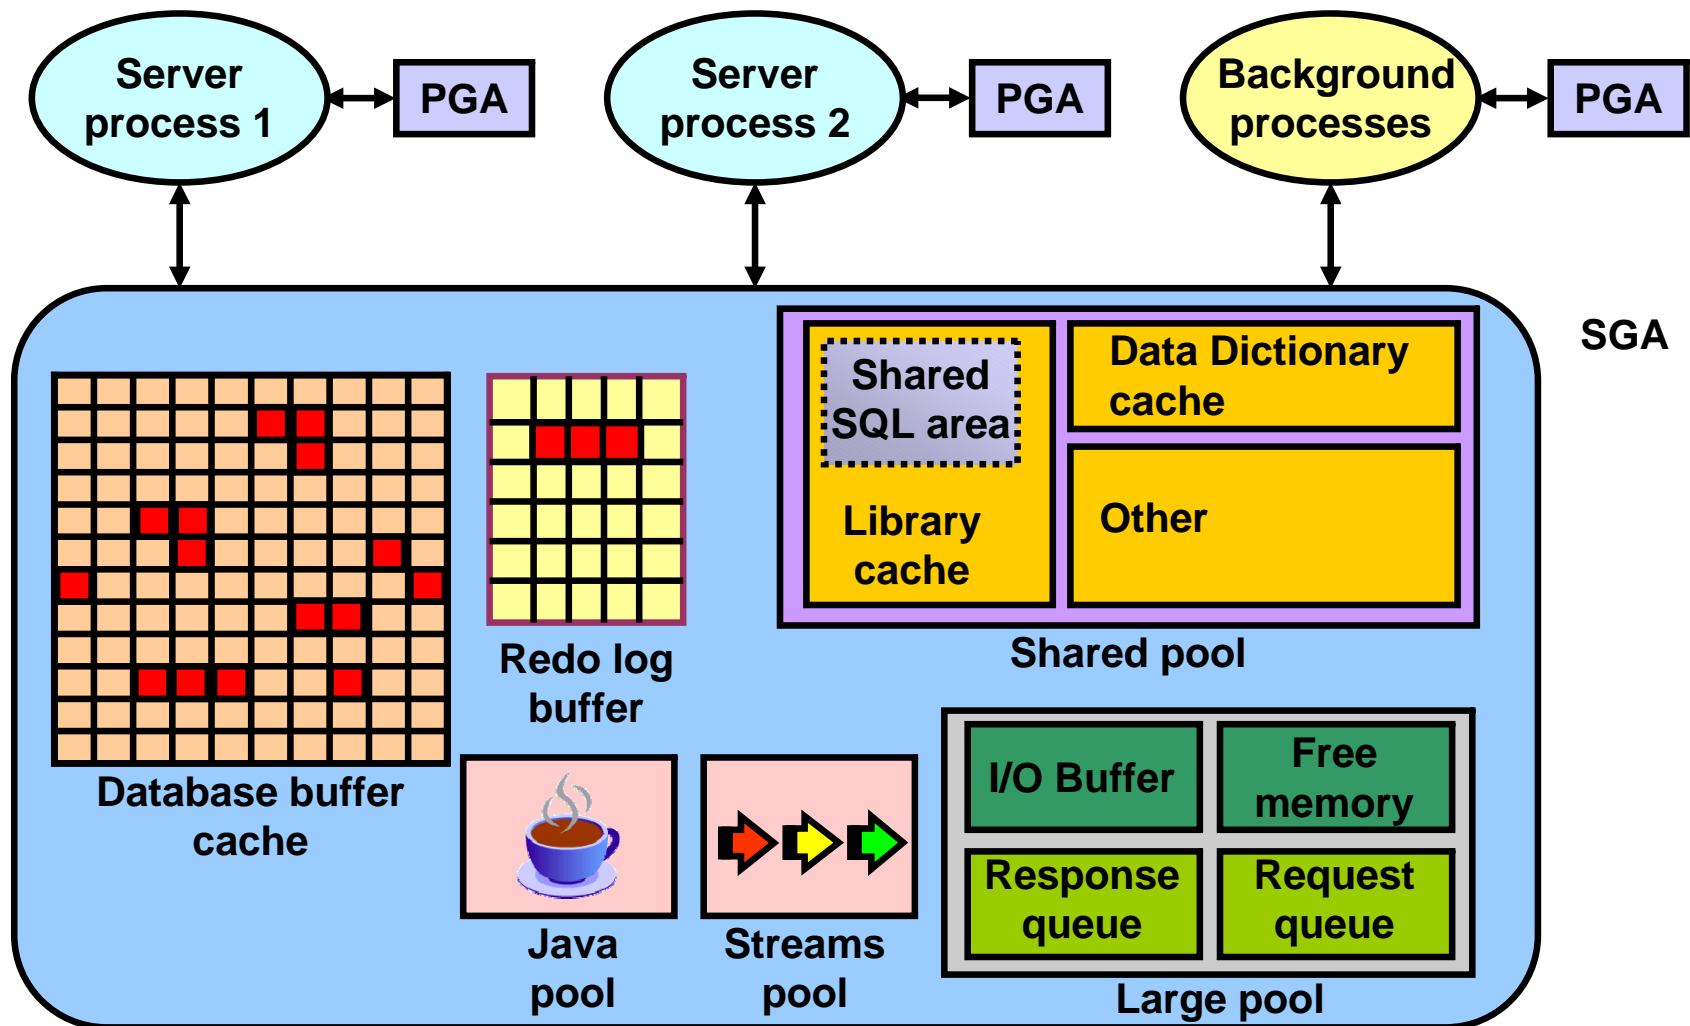 Server
process 1
PGA
Server
process 2
PGA
Background
processes
PGA
SGA
Shared
SQL area
Library
cache
Data Dictionary
cache
Other
Shared pool
Redo log
buffer
Database buffer
cache
Java
pool
Streams
pool
I/O Buffer
Free
memory
Response
queue
Request
queue
Large pool